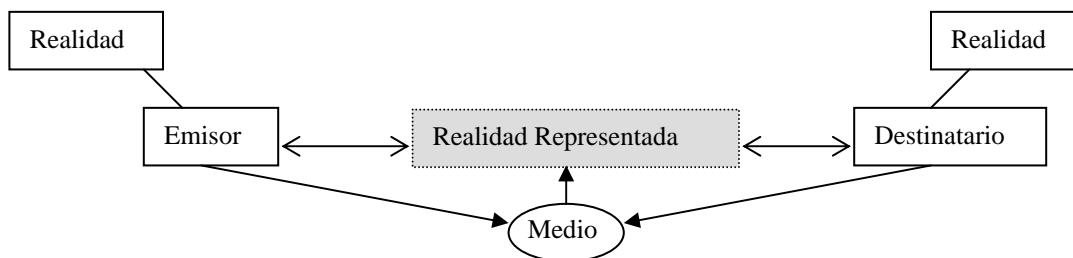 Realidad
Realidad
Emisor
Realidad Representada
Destinatario
Medio